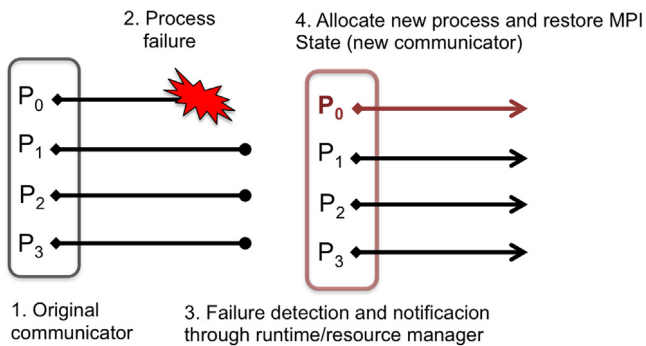 2. Process
failure
4. Allocate new process and restore MPI
State (new communicator)
P0
P1
P2
P3
P0
P1
P2
P3
1. Original
communicator
3. Failure detection and notificacion
through runtime/resource manager